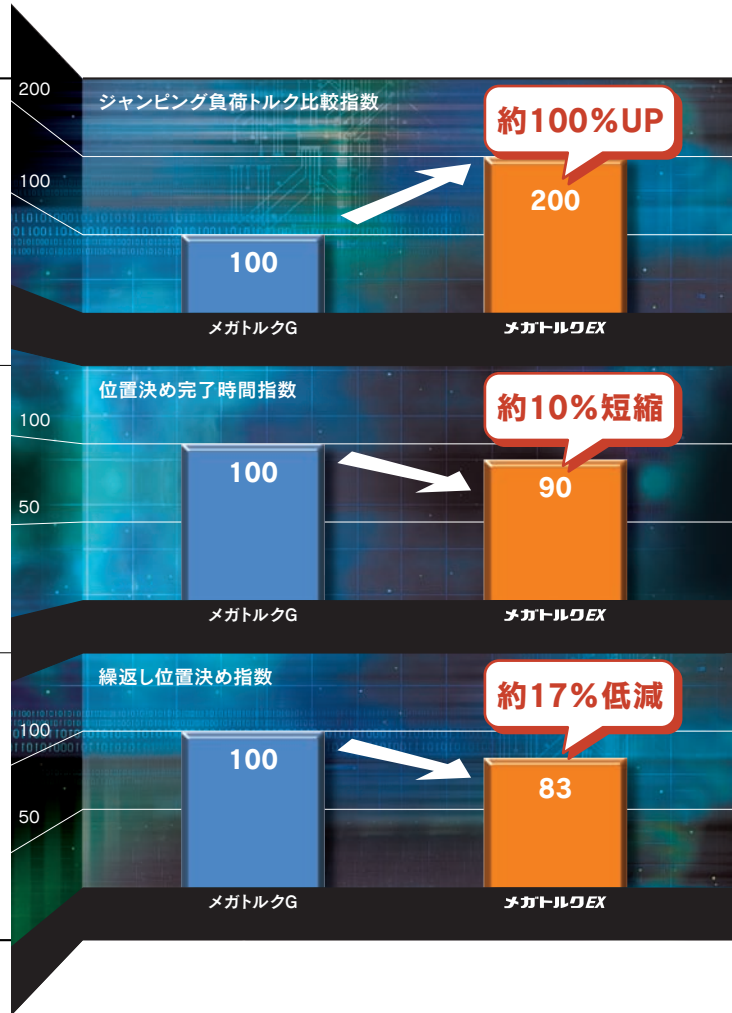 200
ジャンピング負荷トルク比較指数
約100%UP
100
200
100
メガトルクG
メガトルクEX
位置決め完了時間指数
約10%短縮
100
100
90
50
メガトルクG
メガトルクEX
繰返し位置決め指数
約17%低減
100
100
83
50
メガトルクG
メガトルクEX